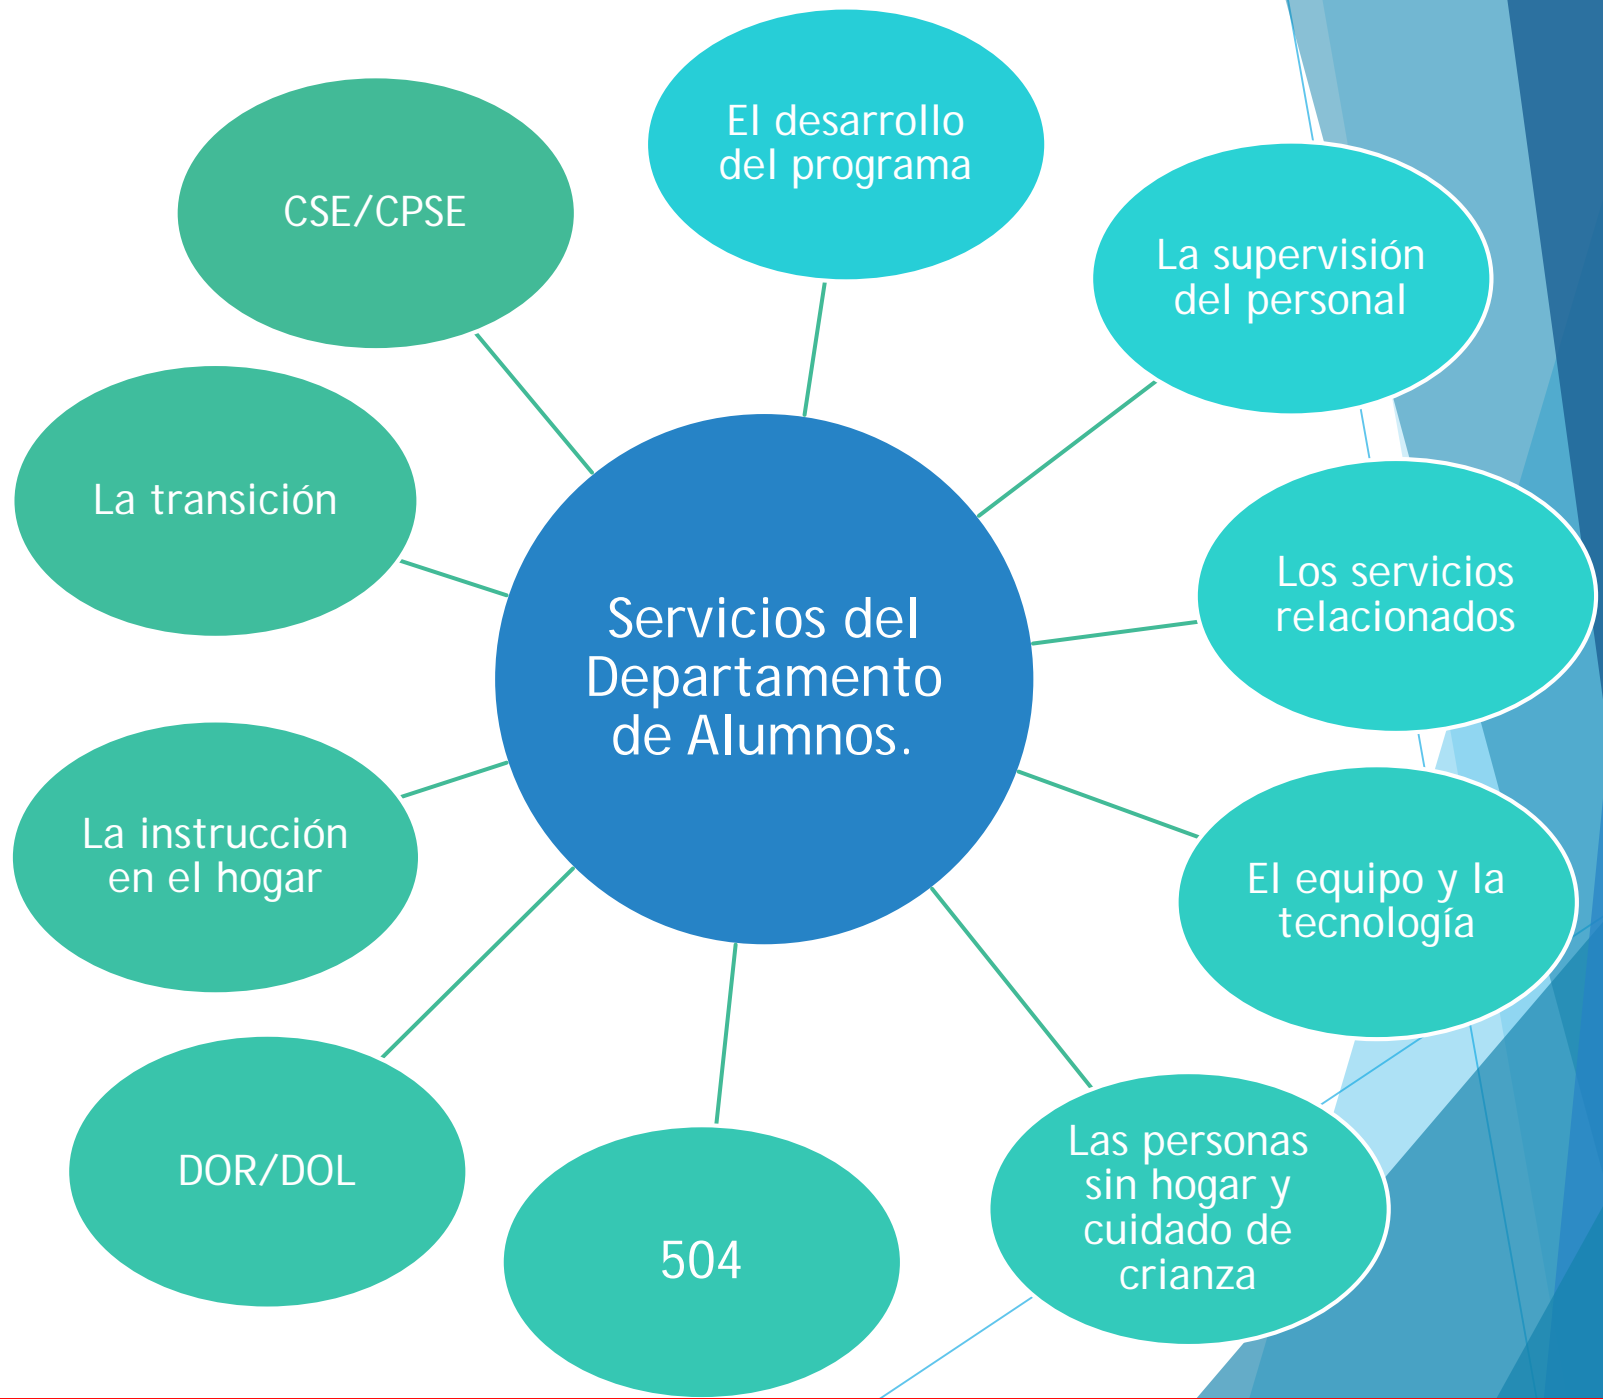 El desarrollo
del programa
La supervisión
del personal
Los servicios
relacionados
El equipo y la
tecnología
Las personas
sin hogar y
cuidado de
crianza
504
DOR/DOL
La instrucción
en el hogar
La transición
CSE/CPSE
Servicios del
Departamento
de Alumnos.